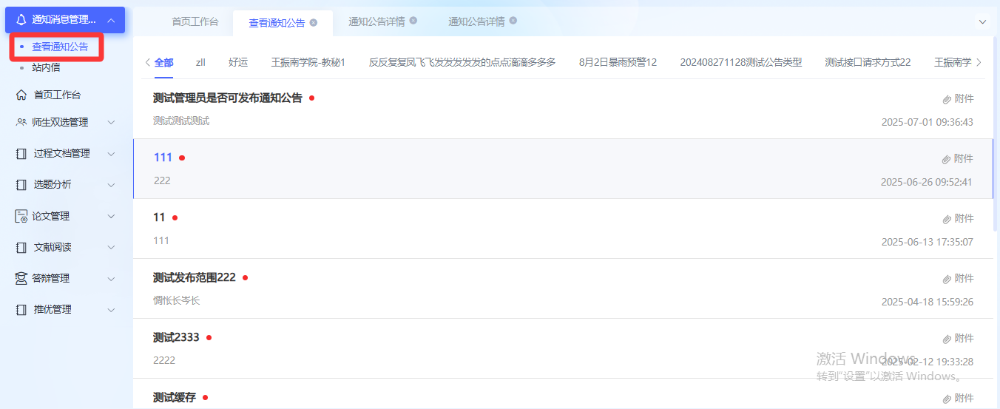 通知消息管理...
查看通知公告
站内信
首页工作台
师生双选管理
过程文档管理
选题分析
论文管理
文献阅读
答辩管理
推优管理
首页工作台 查看通知公告 通知公告详情 通知公告详情
全部 zll 好运 王振南学院-教秘1 反反复复凤飞飞发发发发发的点点滴滴多多多 8月2日暴雨预警12 202408271128测试公告类型 测试接口请求方式22 王振南学
测试管理员是否可发布通知公告 附件
测试测试测试 2025-07-01 09:36:43
111 附件
222 2025-06-26 09:52:41
11 附件
111 2025-06-13 17:35:07
测试发布范围222 附件
惆怅长岑长 2025-04-18 15:59:26
测试2333 附件
2222 2025-02-12 19:33:28
激活 Windows
转到"设置"以激活 Windows。
测试缓存 附件